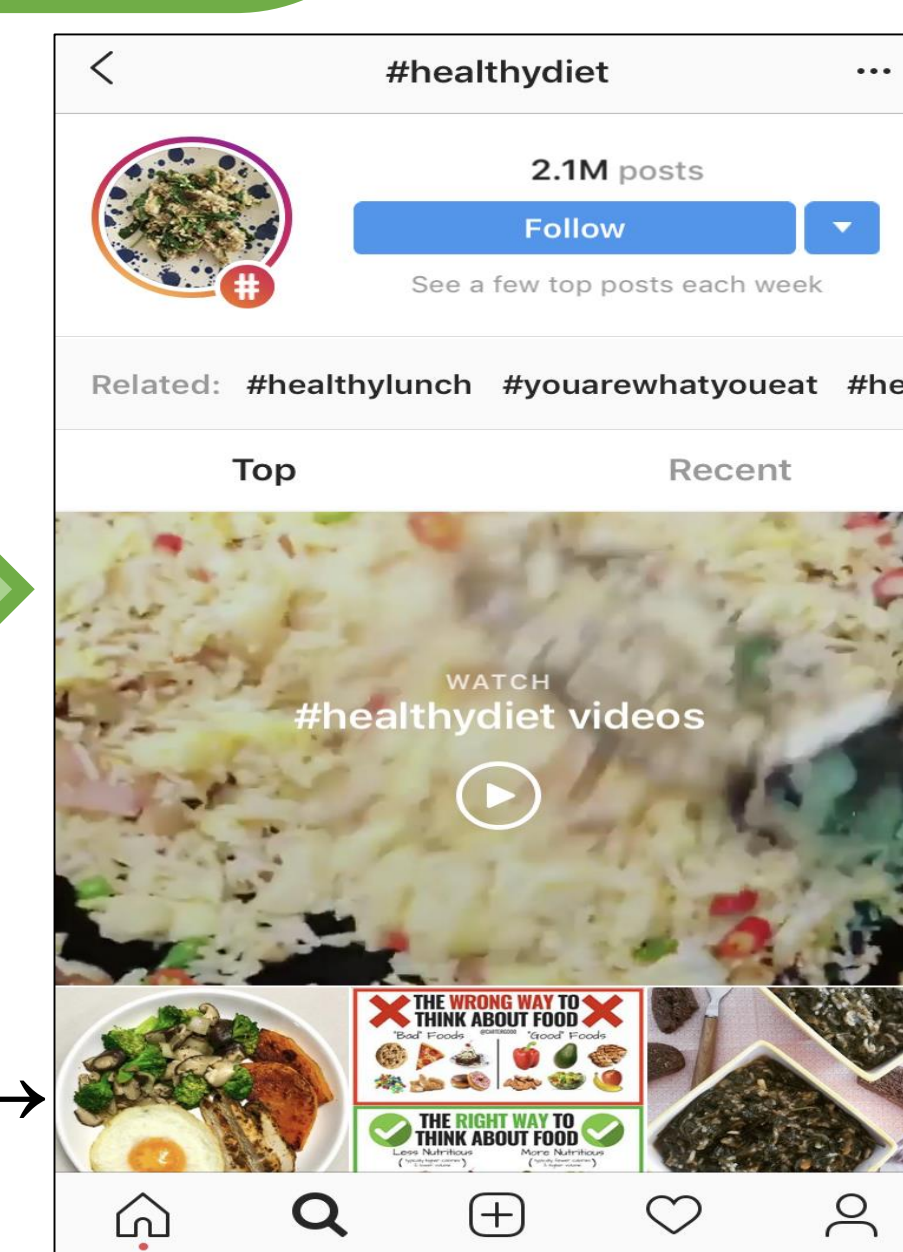 #healthydiet
2.1M posts
Follow
See a few top posts each week
Related: #healthylunch #youarewhatyoueat #he
Top Recent
WATCH
#healthydiet videos
THE WRONG WAY TO
THINK ABOUT FOOD
"Bad" Foods "Good" Foods
THE RIGHT WAY TO
THINK ABOUT FOOD
Less Nutritious More Nutritious